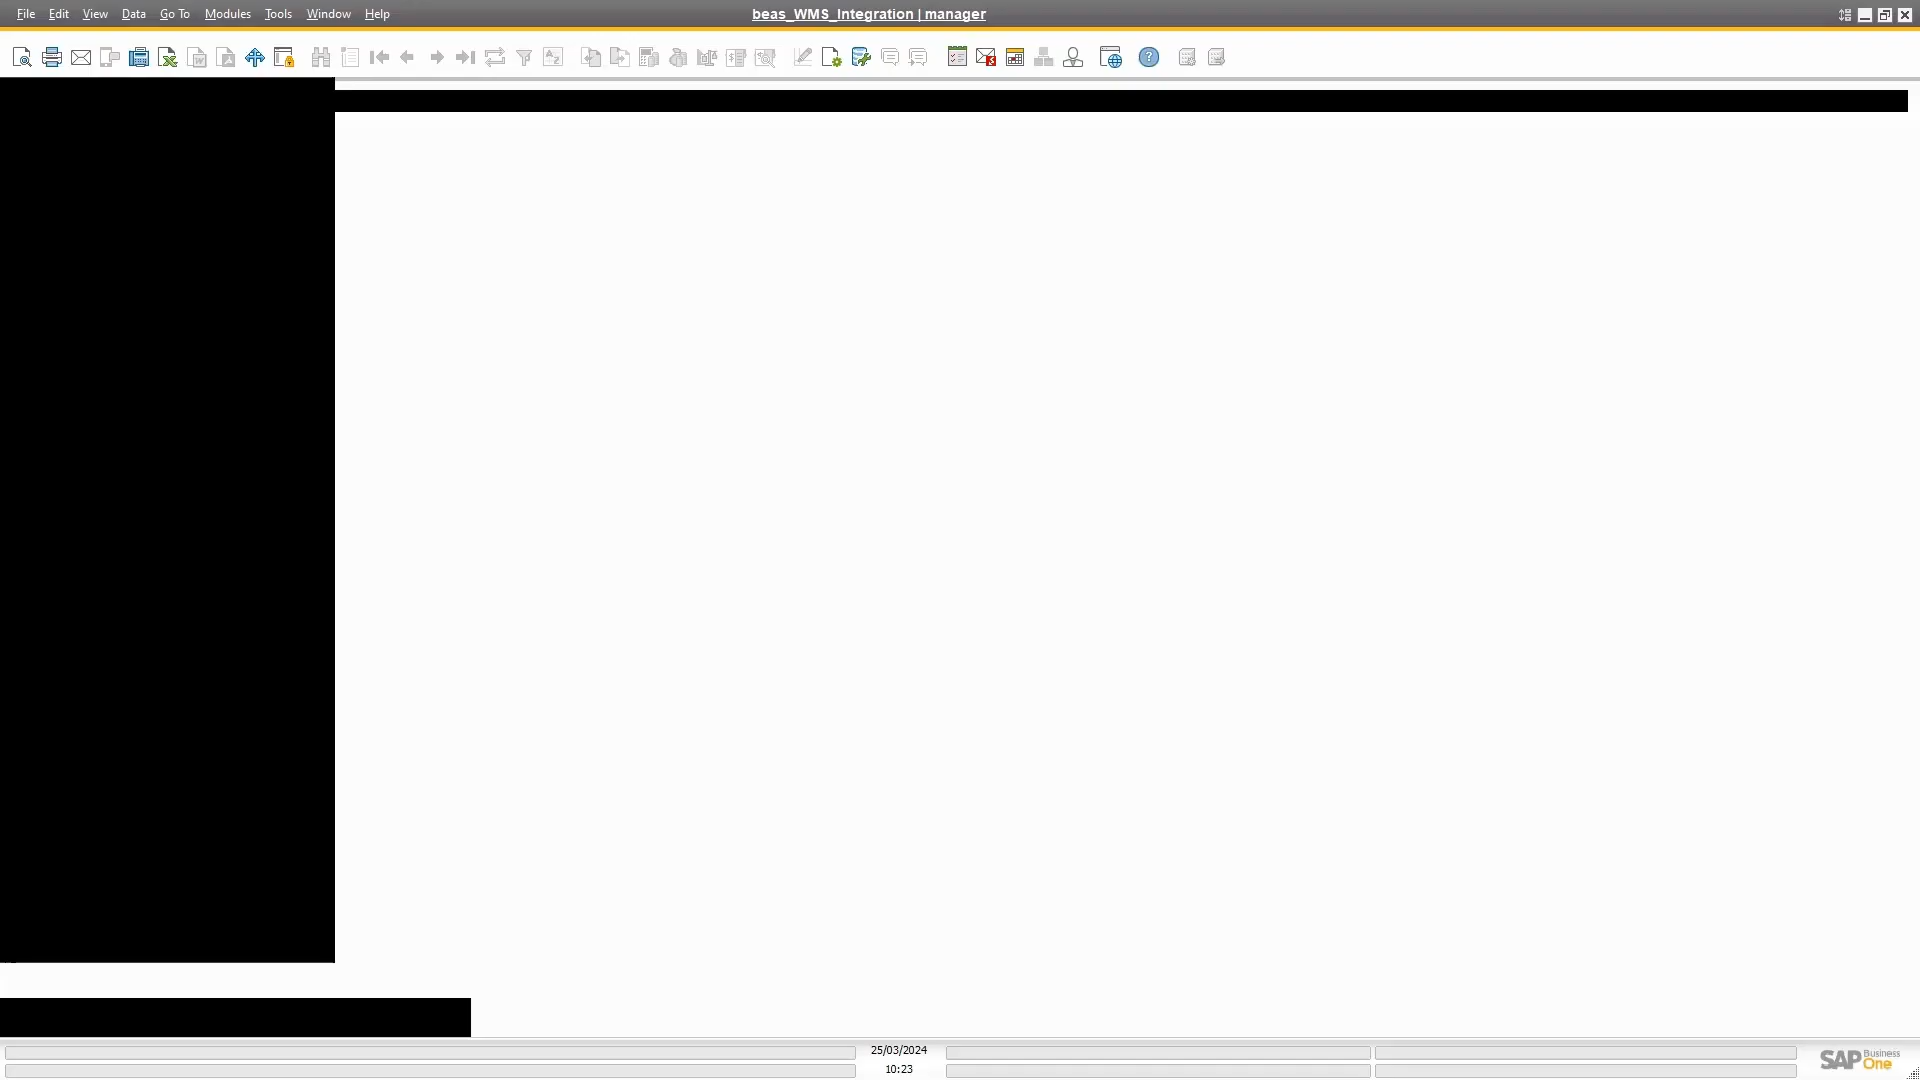 File Edit View Data Go To Modules Tools Window Help
beas_WMS_Integration | manager
25/03/2024
10:23
SAP Business One